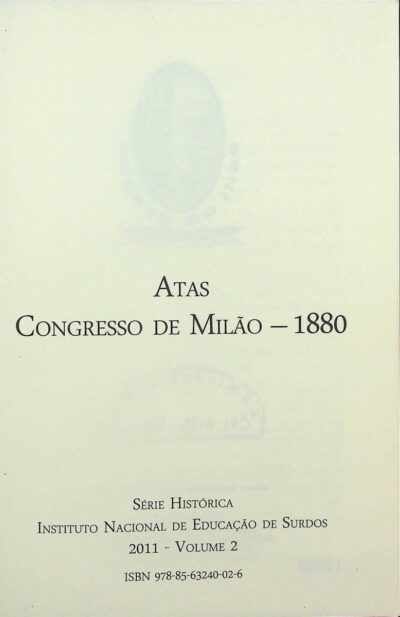 ATAS
CONGRESSO DE MILÃO – 1880
SÉRIE HISTÓRICA
INSTITUTO NACIONAL DE EDUCAÇÃO DE SURDOS
2011 - VOLUME 2
ISBN 978-85-63240-02-6